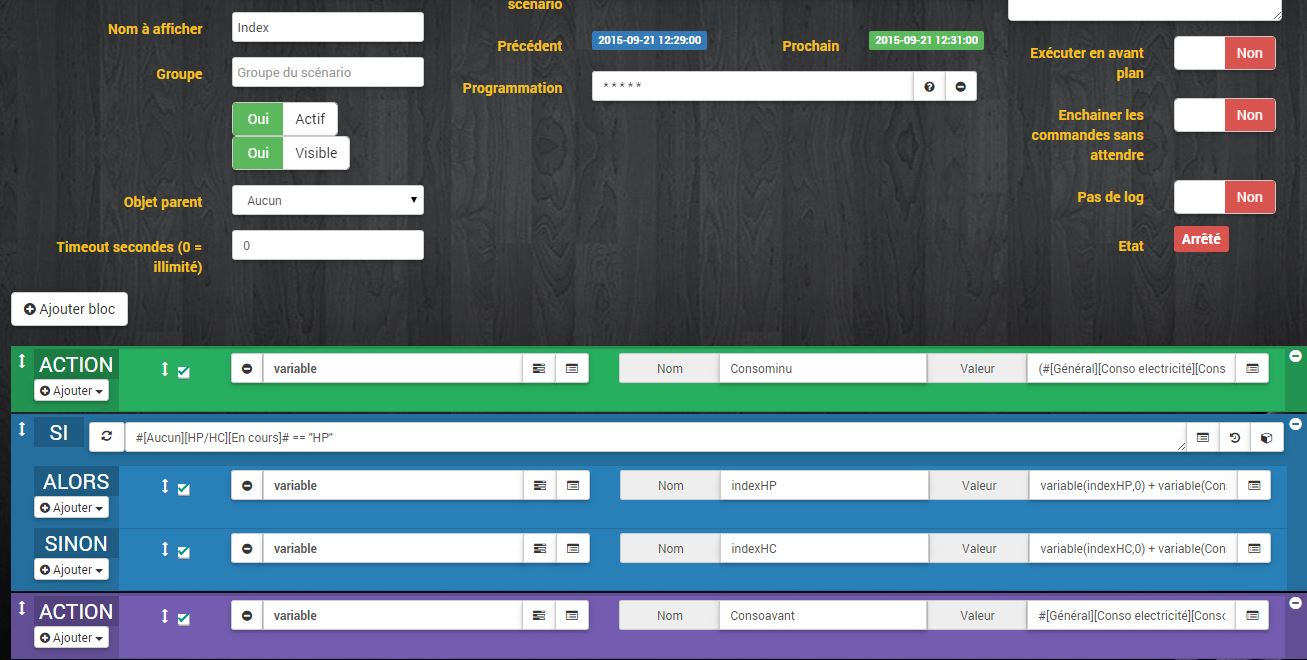 scénario
Nom à afficher
Index
Précédent
2015-09-21 12:29:00
Prochain
2015-09-21 12:31:00
Exécuter en avant
plan
Non
Groupe
Groupe du scénario
Programmation
* * * * *
Oui
Actif
Oui
Visible
Enchainer les
commandes sans
attendre
Non
Objet parent
Aucun
Pas de log
Non
Timeout secondes (0 =
illimité)
0
Etat
Arrêté
Ajouter bloc
ACTION
Ajouter
variable
Nom
Consominu
Valeur
(#[Général][Conso electricité][Cons
SI
#[Aucun][HP/HC][En cours]# == "HP"
ALORS
Ajouter
variable
Nom
indexHP
Valeur
variable(indexHP,0) + variable(Con
SINON
Ajouter
variable
Nom
indexHC
Valeur
variable(indexHC,0) + variable(Con
ACTION
Ajouter
variable
Nom
Consoavant
Valeur
#[Général][Conso electricité][Consc